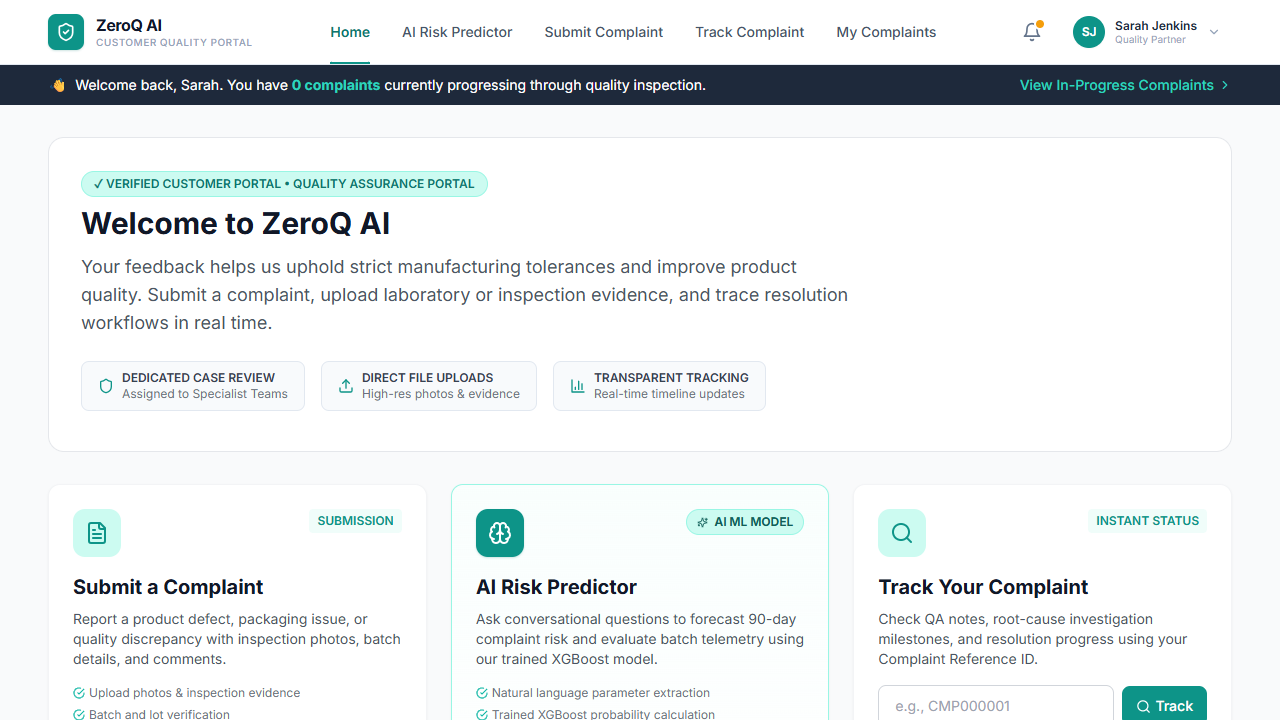 ZeroQ AI
CUSTOMER QUALITY PORTAL
Home
AI Risk Predictor
Submit Complaint
Track Complaint
My Complaints
SJ
Sarah Jenkins
Quality Partner
👋 Welcome back, Sarah. You have 0 complaints currently progressing through quality inspection.
View In-Progress Complaints
✓ VERIFIED CUSTOMER PORTAL • QUALITY ASSURANCE PORTAL
Welcome to ZeroQ AI
Your feedback helps us uphold strict manufacturing tolerances and improve product
quality. Submit a complaint, upload laboratory or inspection evidence, and trace resolution
workflows in real time.
DEDICATED CASE REVIEW
Assigned to Specialist Teams
DIRECT FILE UPLOADS
High-res photos & evidence
TRANSPARENT TRACKING
Real-time timeline updates
SUBMISSION
Submit a Complaint
Report a product defect, packaging issue, or
quality discrepancy with inspection photos, batch
details, and comments.
Upload photos & inspection evidence
Batch and lot verification
AI ML MODEL
AI Risk Predictor
Ask conversational questions to forecast 90-day
complaint risk and evaluate batch telemetry using
our trained XGBoost model.
Natural language parameter extraction
Trained XGBoost probability calculation
INSTANT STATUS
Track Your Complaint
Check QA notes, root-cause investigation
milestones, and resolution progress using your
Complaint Reference ID.
e.g., CMP000001
Track